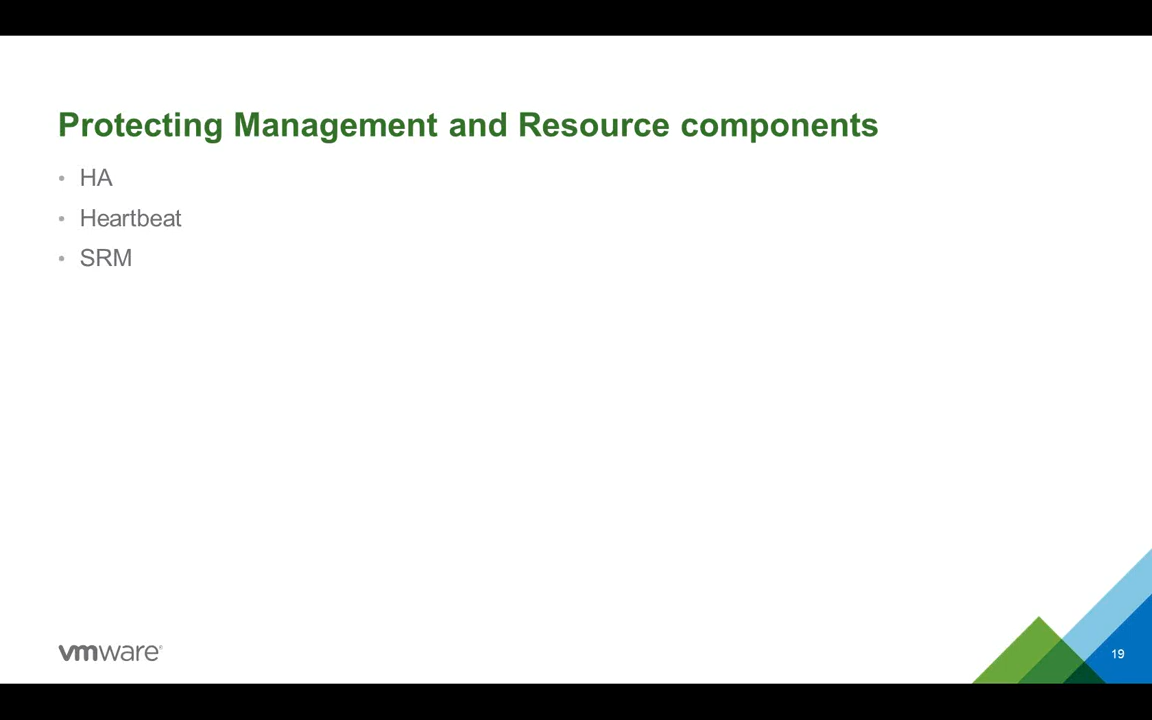 Protecting Management and Resource components
• HA
• Heartbeat
• SRM
vmware®
19